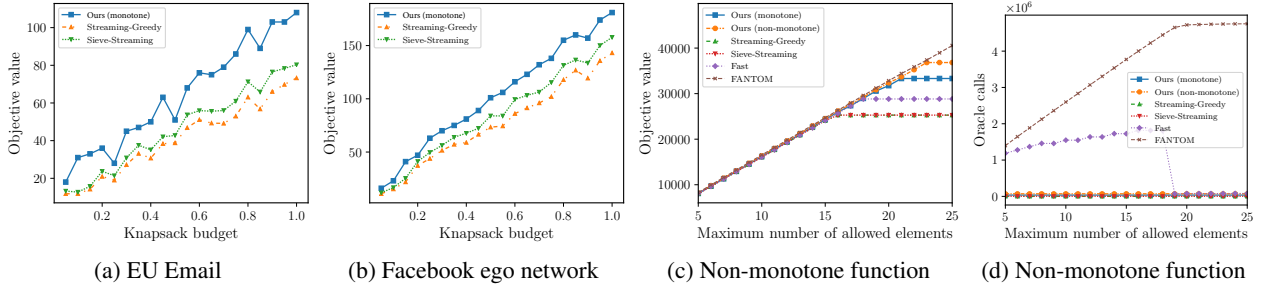 Objective value
100
80
60
40
20
Ours (monotone)
Streaming-Greedy
Sieve-Streaming
0.2
0.4
0.6
0.8
1.0
Knapsack budget
(a) EU Email
Objective value
150
100
50
Ours (monotone)
Streaming-Greedy
Sieve-Streaming
0.2
0.4
0.6
0.8
1.0
Knapsack budget
(b) Facebook ego network
Objective value
40000
30000
20000
10000
Ours (monotone)
Ours (non-monotone)
Streaming-Greedy
Sieve-Streaming
Fast
FANTOM
5
10
15
20
25
Maximum number of allowed elements
(c) Non-monotone function
×10⁶
Oracle calls
4
2
0
Ours (monotone)
Ours (non-monotone)
Streaming-Greedy
Sieve-Streaming
Fast
FANTOM
5
10
15
20
25
Maximum number of allowed elements
(d) Non-monotone function